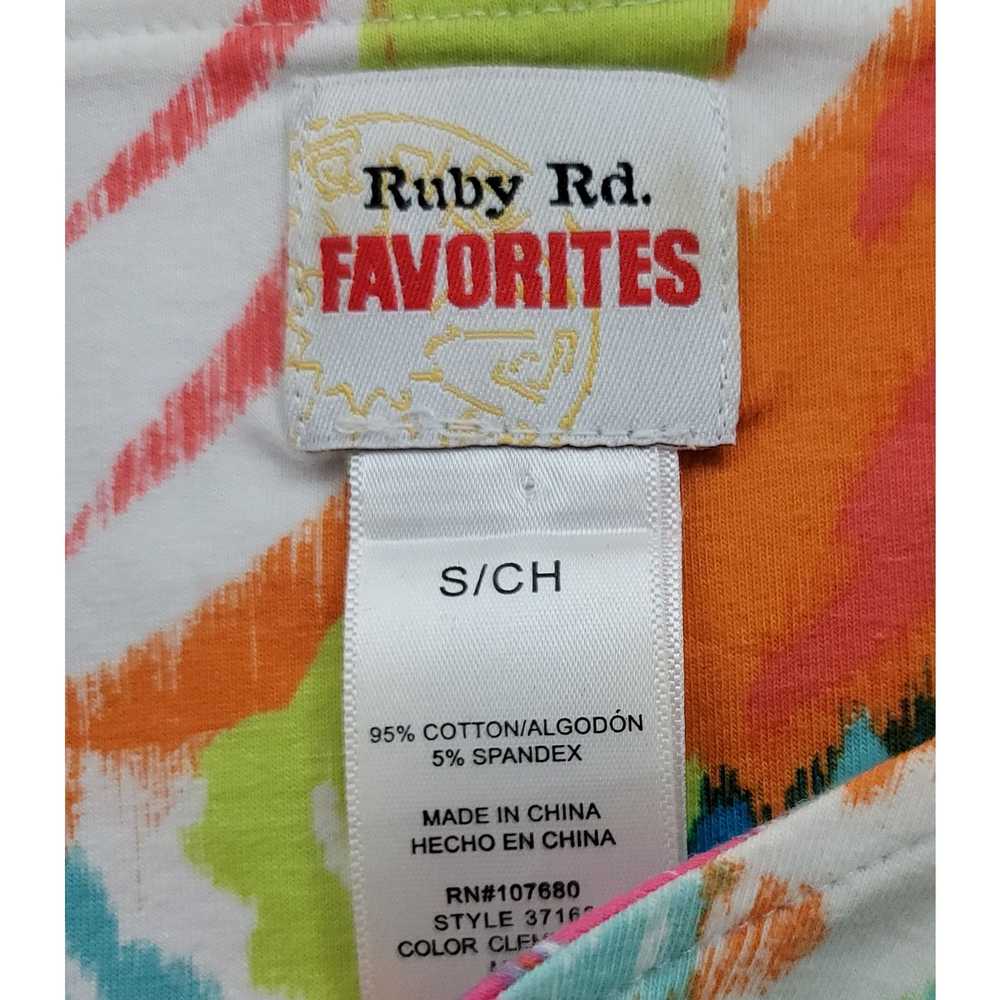 Ruby Rd.
FAVORITES
S/CH
95% COTTON/ALGODÓN
5% SPANDEX
MADE IN CHINA
HECHO EN CHINA
RN#107680
STYLE
COLOR